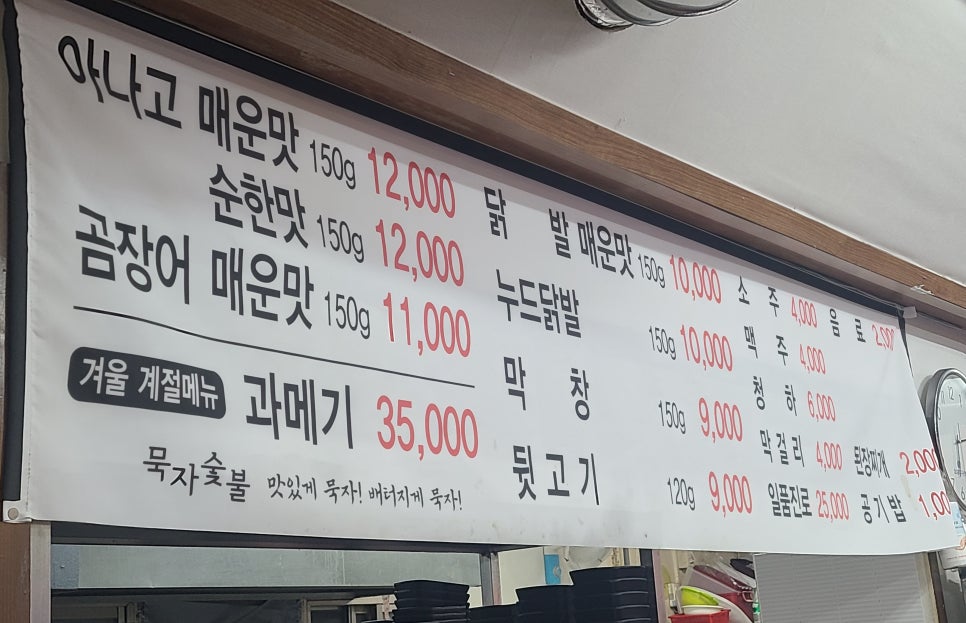 아나고 매운맛 150g 12,000
순한맛 150g 12,000
곰장어 매운맛 150g 11,000
겨울 계절메뉴 과메기 35,000
묵자숯불 맛있게 묵자! 배터지게 묵자!
닭 발 매운맛 150g 10,000
누드닭발 150g 10,000
막 창 150g 9,000
뒷고기 120g 9,000
소 주 4,000
맥 주 4,000
청 하 6,000
막걸리 4,000
일품진로 25,000
음 료 2,00
된장찌개 2,000
공기밥 1,00